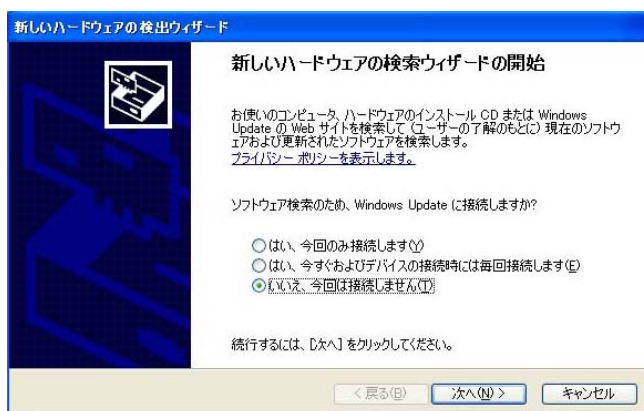 新しいハードウェアの検出ウィザード
新しいハードウェアの検索ウィザードの開始
お使いのコンピュータ、ハードウェアのインストール CD または Windows
Update の Web サイトを検索して (ユーザーの了解のもとに) 現在のソフトウ
ェアおよび更新されたソフトウェアを検索します。
プライバシー ポリシーを表示します。
ソフトウェア検索のため、Windows Update に接続しますか?
はい、今回のみ接続します(Y)
はい、今すぐおよびデバイスの接続時には毎回接続します(E)
いいえ、今回は接続しません(T)
続行するには、[次へ] をクリックしてください。
< 戻る(B) 次へ(N) > キャンセル